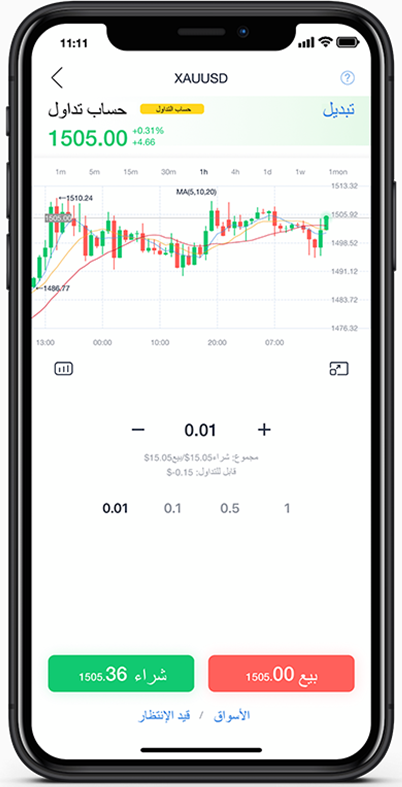 11:11
XAUUSD
?
حساب تداول
حساب التداول
تبديل
1505.00
+0.31%
+4.66
1m 5m 15m 30m 1h 4h 1d 1w 1mon
MA(5,10,20)
1513.32
1510.24
1505.92
1505.00
1498.52
1491.12
1486.77
1483.72
1476.32
13:00 00:00 10:00 20:00 07:00
− 0.01 +
مجموع: شراء15.05$/بيع15.05$
قابل للتداول: 0.15-$
0.01 0.1 0.5 1
شراء 1505.36
بيع 1505.00
الأسواق / قيد الإنتظار